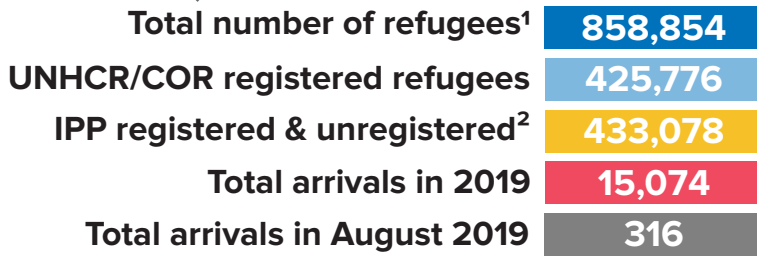 Total number of refugees¹ 858,854
UNHCR/COR registered refugees 425,776
IPP registered & unregistered² 433,078
Total arrivals in 2019 15,074
Total arrivals in August 2019 316